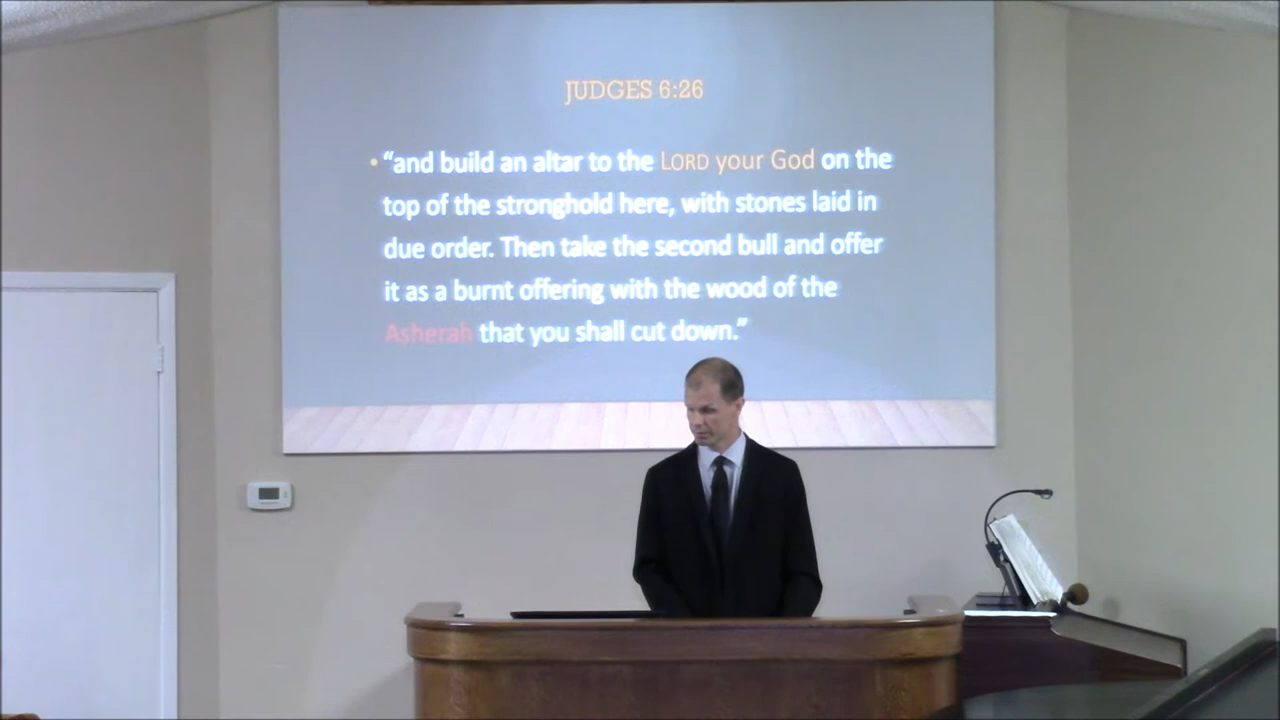 JUDGES 6:26
• “and build an altar to the LORD your God on the
top of the stronghold here, with stones laid in
due order. Then take the second bull and offer
it as a burnt offering with the wood of the
Asherah that you shall cut down.”